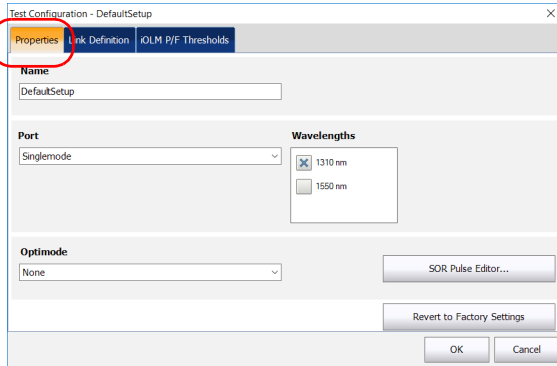 Test Configuration - DefaultSetup
Properties Link Definition iOLM P/F Thresholds
Name
DefaultSetup
Port
Wavelengths
Singlemode
1310 nm
1550 nm
Optimode
None
SOR Pulse Editor...
Revert to Factory Settings
OK Cancel